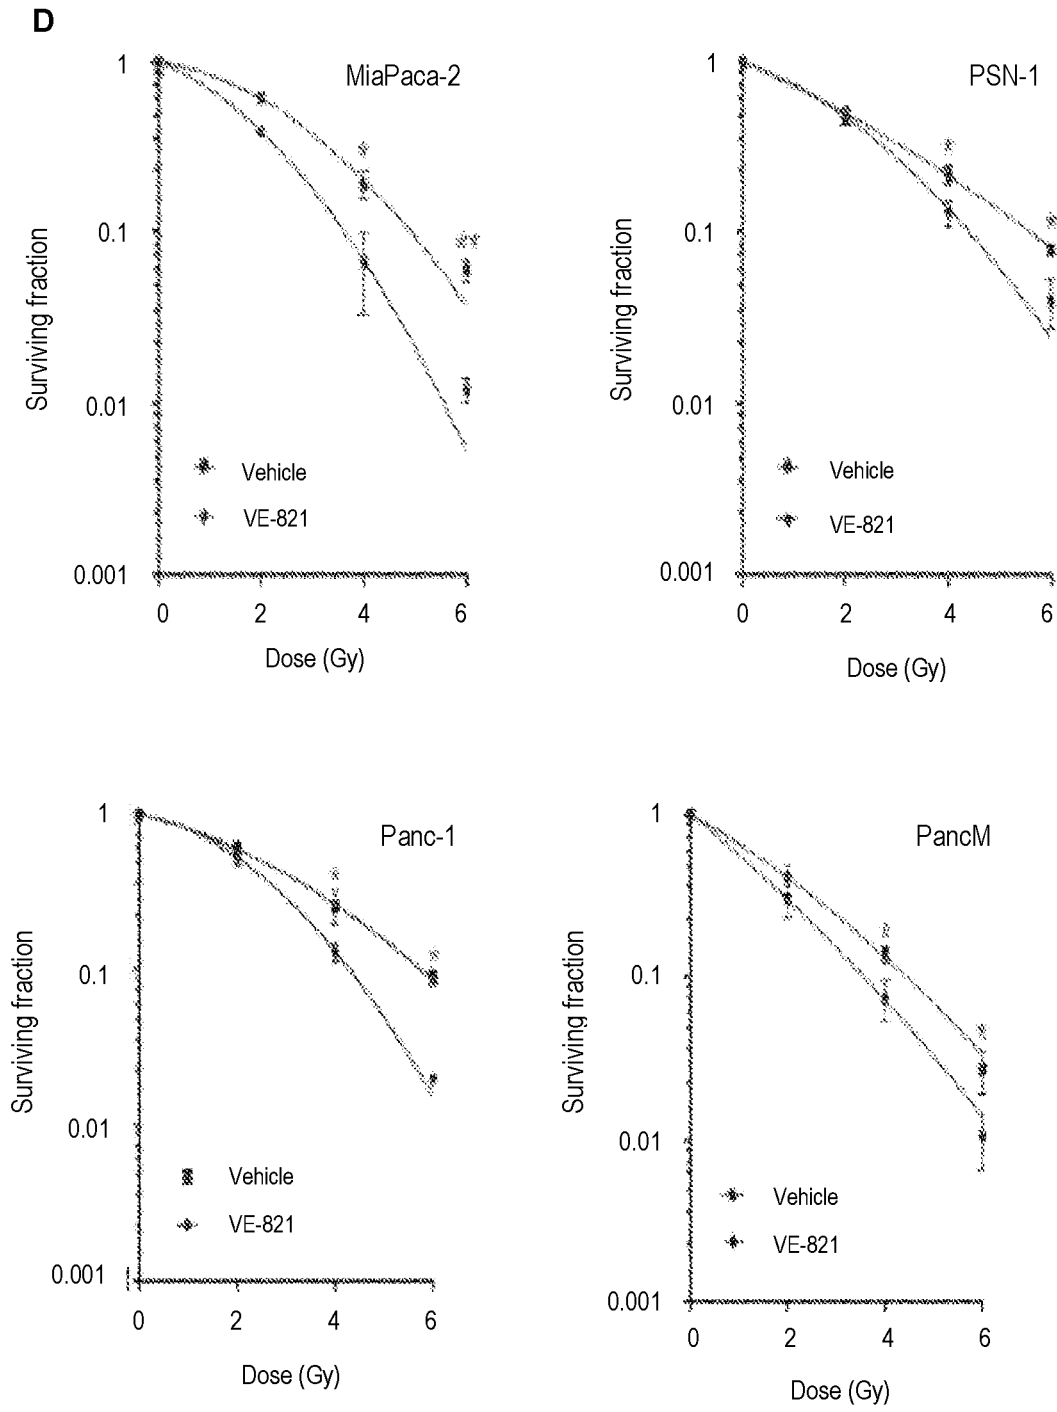 D
MiaPaca-2
1
0.1
0.01
0.001
Surviving fraction
Vehicle
VE-821
0 2 4 6
Dose (Gy)
PSN-1
1
0.1
0.01
0.001
Surviving fraction
Vehicle
VE-821
0 2 4 6
Dose (Gy)
Panc-1
1
0.1
0.01
0.001
Surviving fraction
Vehicle
VE-821
0 2 4 6
Dose (Gy)
PancM
1
0.1
0.01
0.001
Surviving fraction
Vehicle
VE-821
0 2 4 6
Dose (Gy)